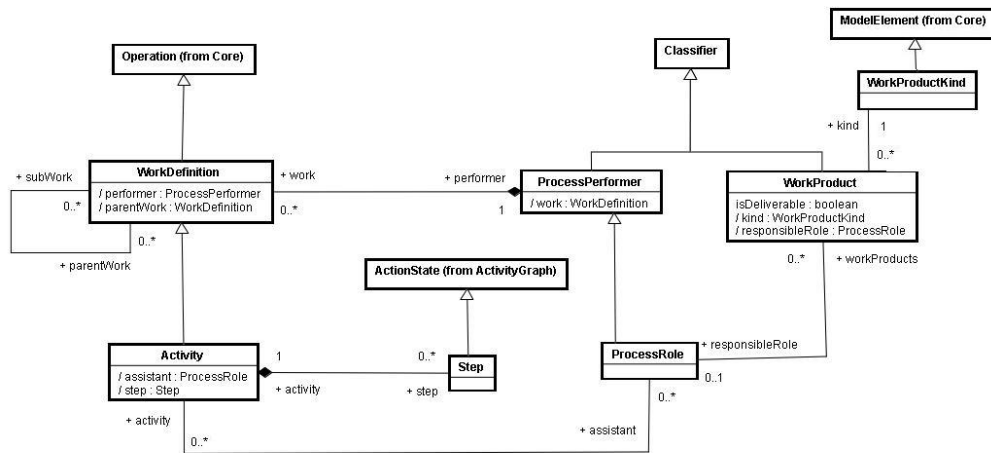 ModelElement (from Core)
Operation (from Core)
Classifier
WorkProductKind
+ kind
1
0..*
+ subWork
0..*
WorkDefinition
/ performer : ProcessPerformer
/ parentWork : WorkDefinition
0..*
+ parentWork
+ work
0..*
+ performer
1
ProcessPerformer
/ work : WorkDefinition
WorkProduct
isDeliverable : boolean
/ kind : WorkProductKind
/ responsibleRole : ProcessRole
0..*
+ workProducts
ActionState (from ActivityGraph)
Activity
/ assistant : ProcessRole
/ step : Step
1
+ activity
0..*
+ step
Step
ProcessRole
+ responsibleRole
0..1
0..*
+ assistant
+ activity
0..*